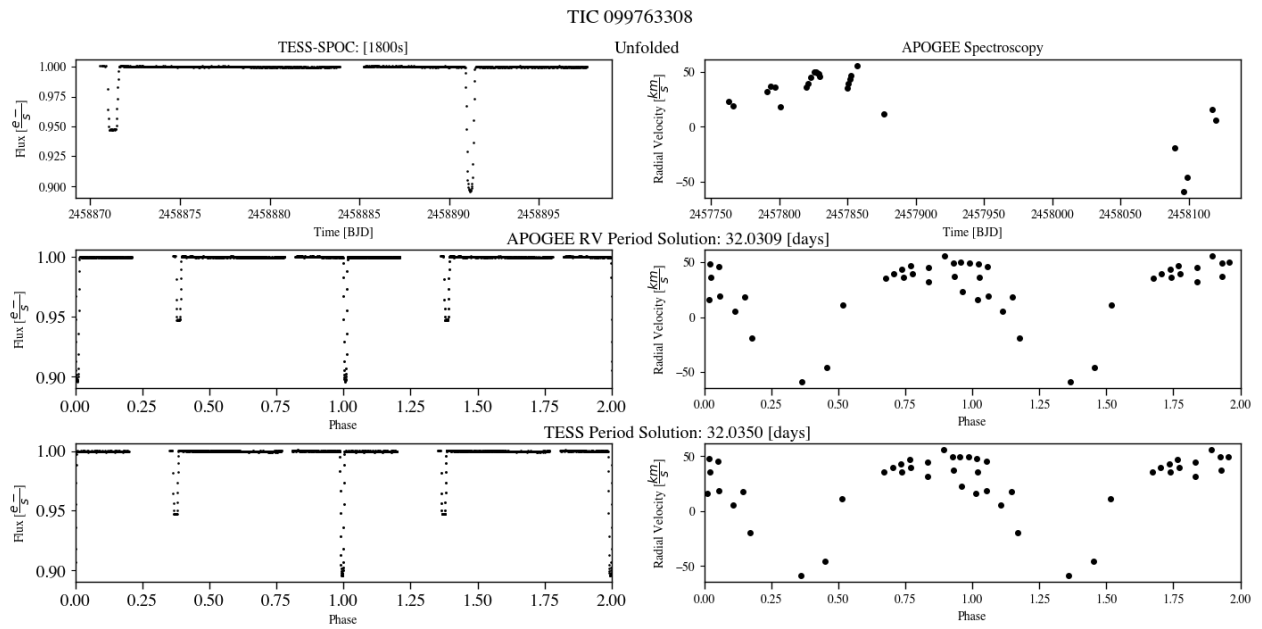 TIC 099763308
TESS-SPOC: [1800s]
Unfolded
APOGEE Spectroscopy
Flux [e-/s]
1.000
0.975
0.950
0.925
0.900
2458870 2458875 2458880 2458885 2458890 2458895
Time [BJD]
Radial Velocity [km/s]
50
0
−50
2457750 2457800 2457850 2457900 2457950 2458000 2458050 2458100
Time [BJD]
APOGEE RV Period Solution: 32.0309 [days]
Flux [e-/s]
1.00
0.95
0.90
0.00 0.25 0.50 0.75 1.00 1.25 1.50 1.75 2.00
Phase
Radial Velocity [km/s]
50
0
−50
0.00 0.25 0.50 0.75 1.00 1.25 1.50 1.75 2.00
Phase
TESS Period Solution: 32.0350 [days]
Flux [e-/s]
1.00
0.95
0.90
0.00 0.25 0.50 0.75 1.00 1.25 1.50 1.75 2.00
Phase
Radial Velocity [km/s]
50
0
−50
0.00 0.25 0.50 0.75 1.00 1.25 1.50 1.75 2.00
Phase